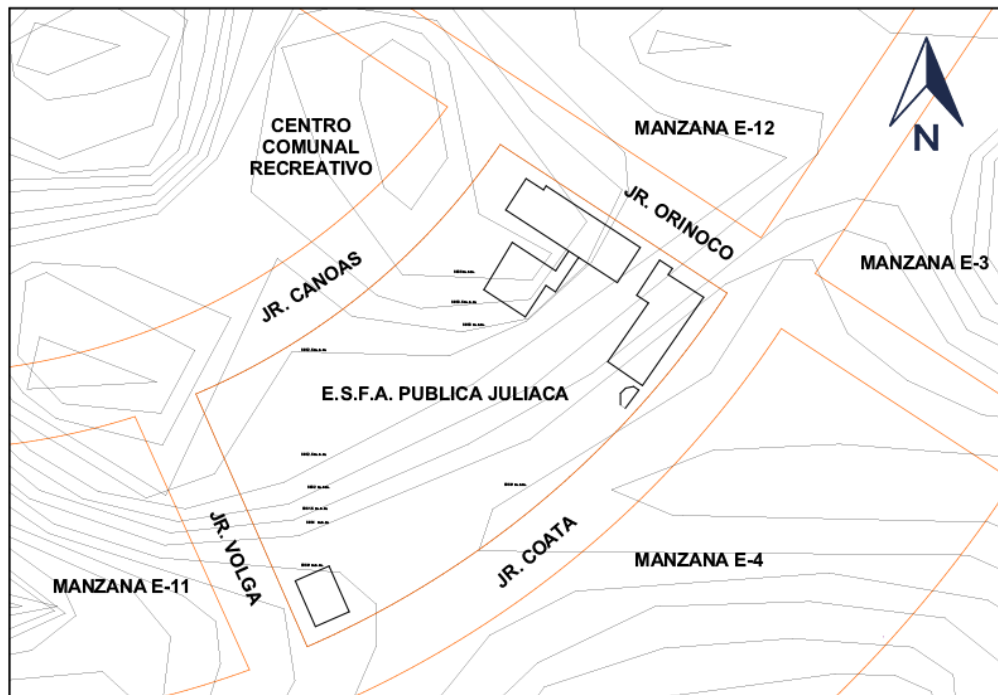 CENTRO
COMUNAL
RECREATIVO
MANZANA E-12
N
JR. ORINOCO
MANZANA E-3
JR. CANOAS
E.S.F.A. PUBLICA JULIACA
JR. VOLGA
JR. COATA
MANZANA E-4
MANZANA E-11